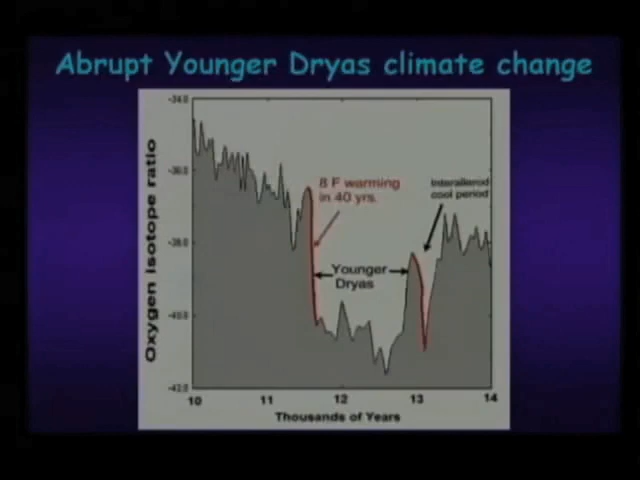 Abrupt Younger Dryas climate change
-34.0
-36.0
-38.0
-40.0
-42.0
Oxygen isotope ratio
8 F warming
in 40 yrs.
Interallerod
cool period
Younger
Dryas
10 11 12 13 14
Thousands of Years